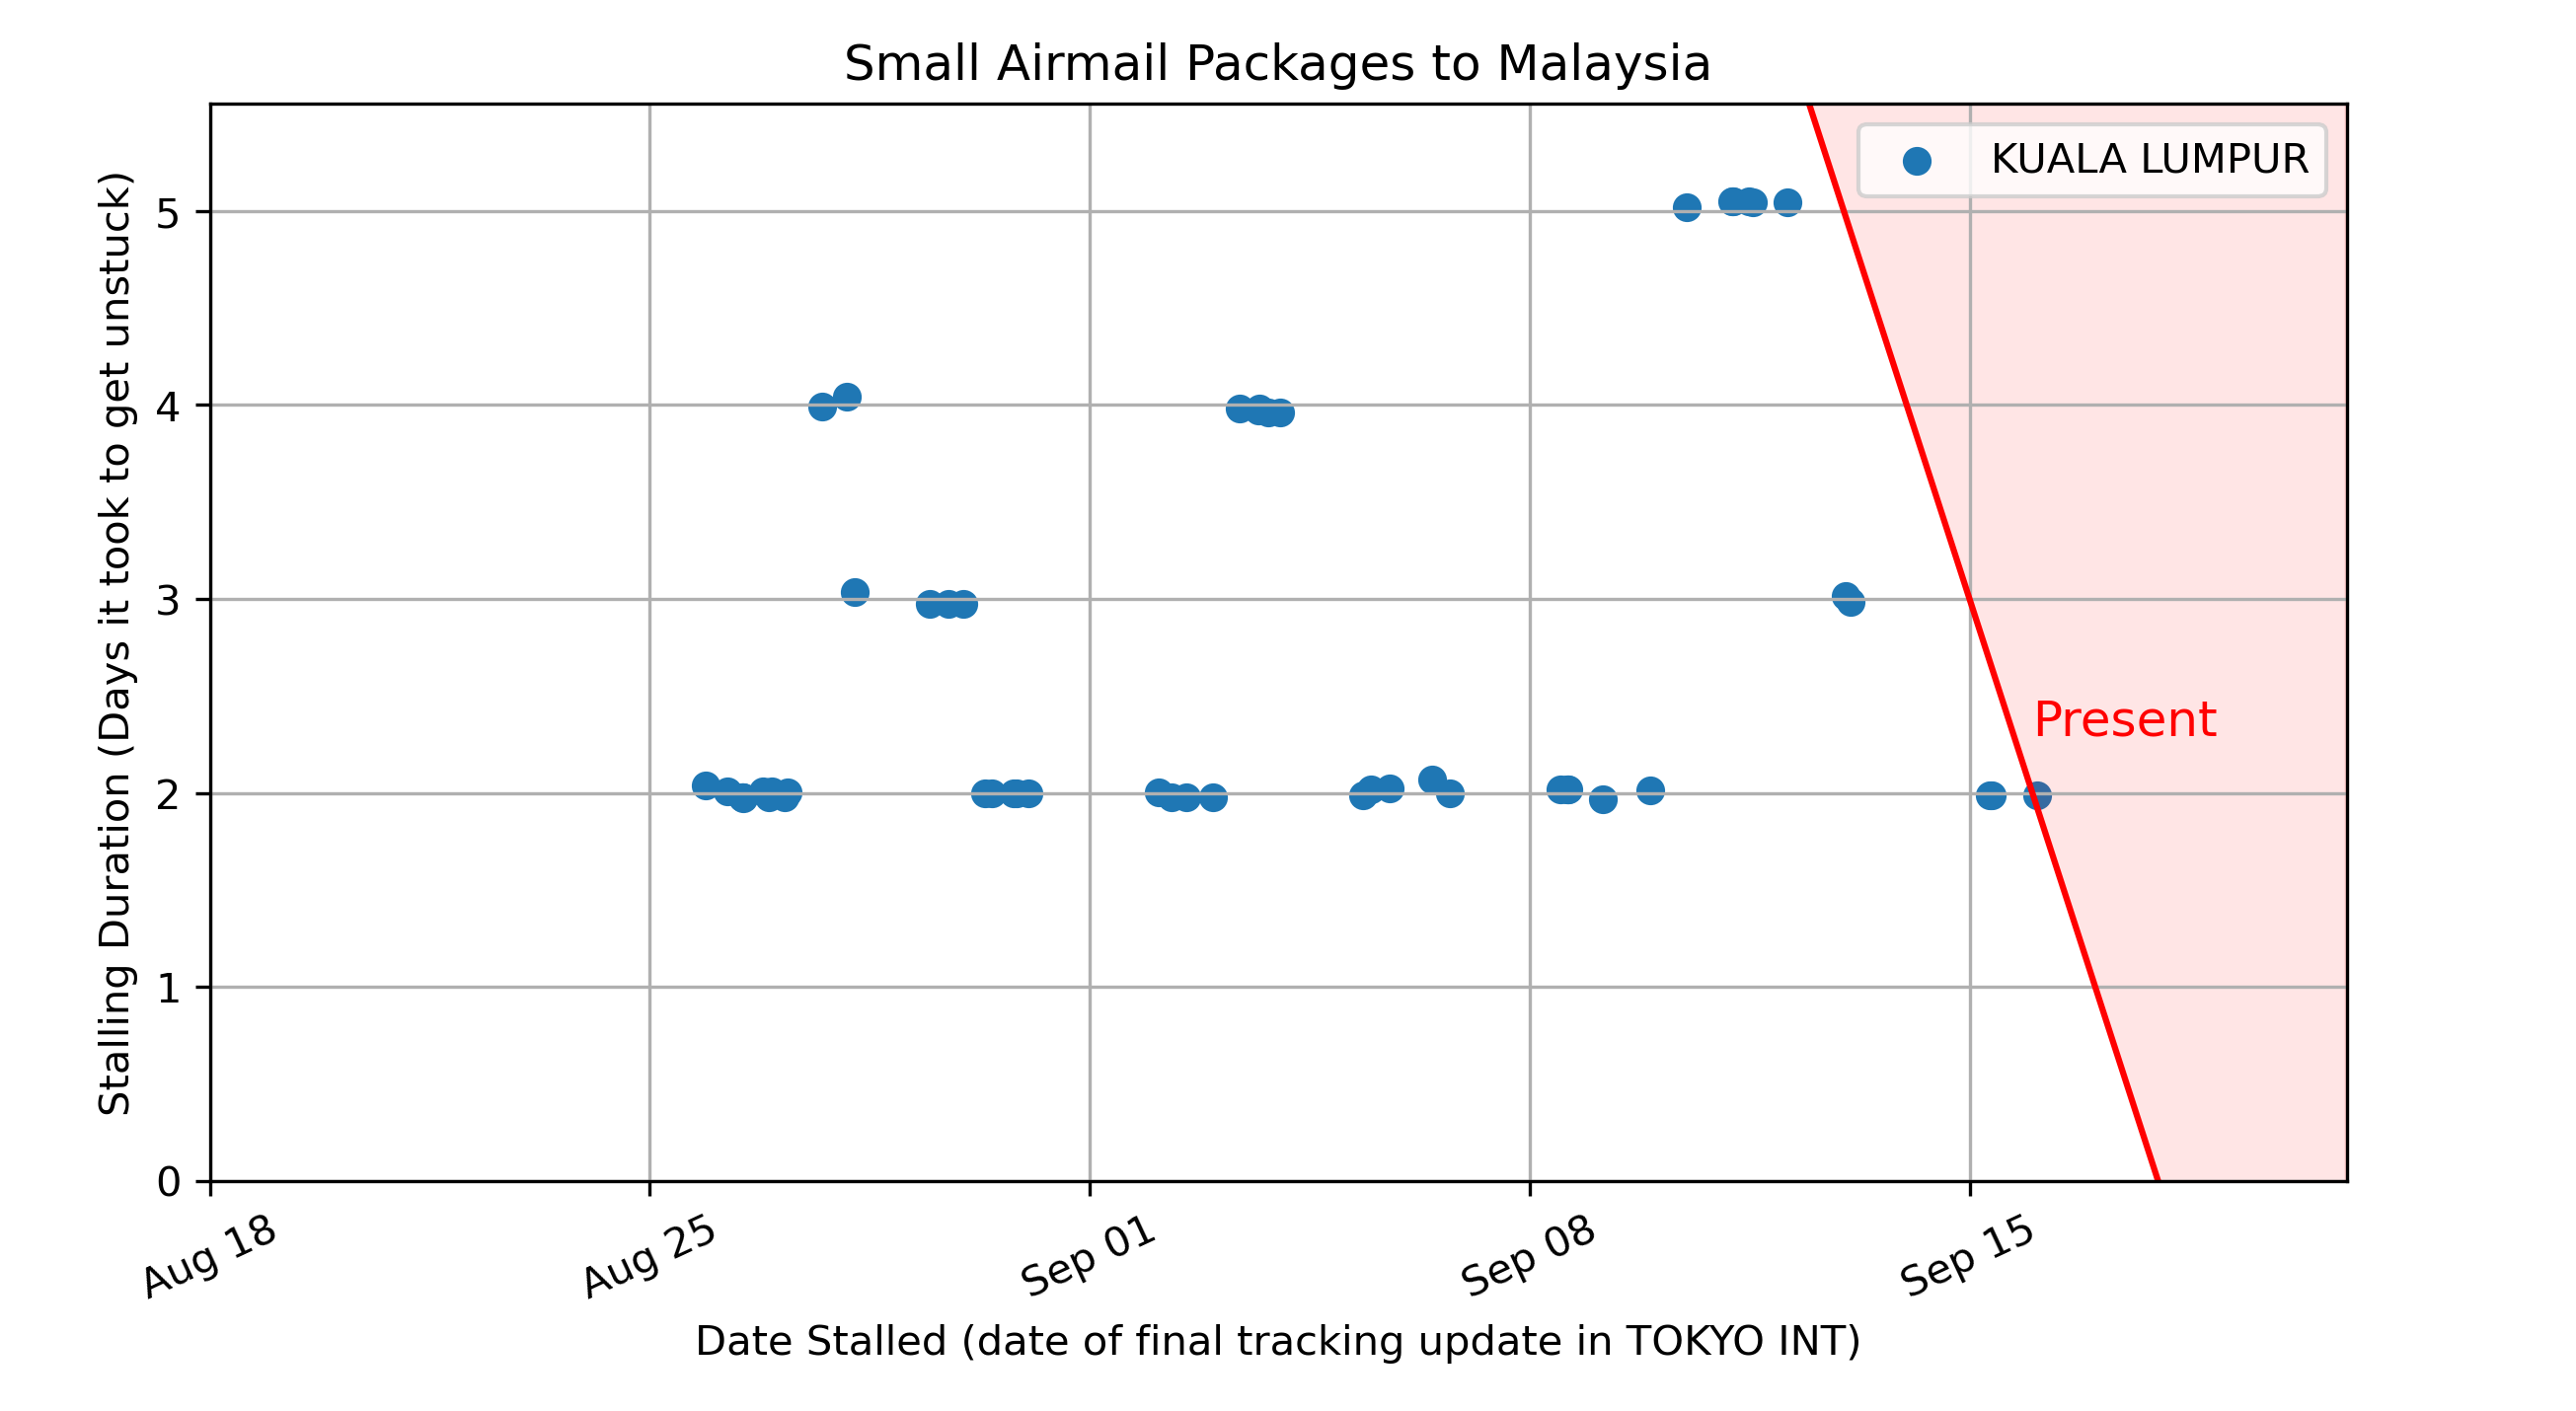 Small Airmail Packages to Malaysia
KUALA LUMPUR
Stalling Duration (Days it took to get unstuck)
5
4
3
2
1
0
Present
Aug 18
Aug 25
Sep 01
Sep 08
Sep 15
Date Stalled (date of final tracking update in TOKYO INT)